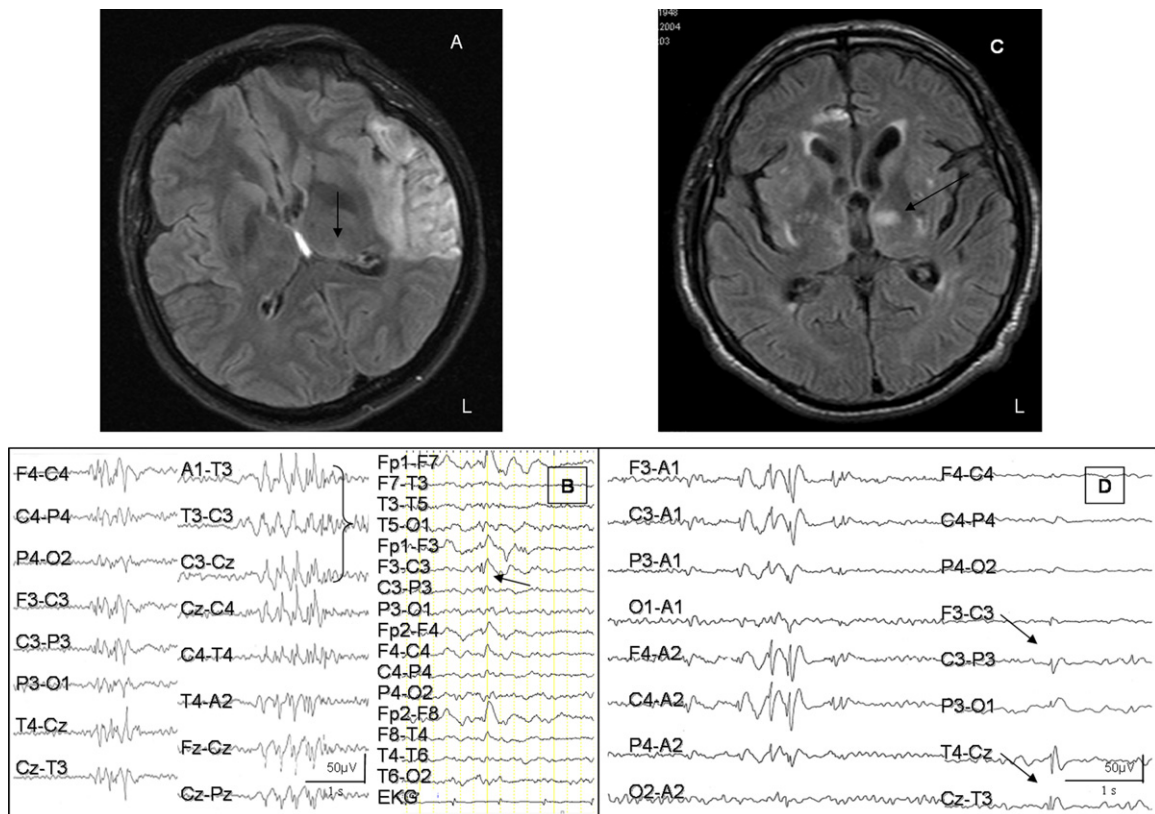 A
L
1948
2004
:03
C
L
F4-C4
C4-P4
P4-O2
F3-C3
C3-P3
P3-O1
T4-Cz
Cz-T3
A1-T3
T3-C3
C3-Cz
Cz-C4
C4-T4
T4-A2
Fz-Cz
Cz-Pz
50µV
1 s
Fp1-F7
F7-T3
T3-T5
T5-O1
Fp1-F3
F3-C3
C3-P3
P3-O1
Fp2-F4
F4-C4
C4-P4
P4-O2
Fp2-F8
F8-T4
T4-T6
T6-O2
EKG
B
F3-A1
C3-A1
P3-A1
O1-A1
F4-A2
C4-A2
P4-A2
O2-A2
F4-C4
C4-P4
P4-O2
F3-C3
C3-P3
P3-O1
T4-Cz
Cz-T3
D
50µV
1 s